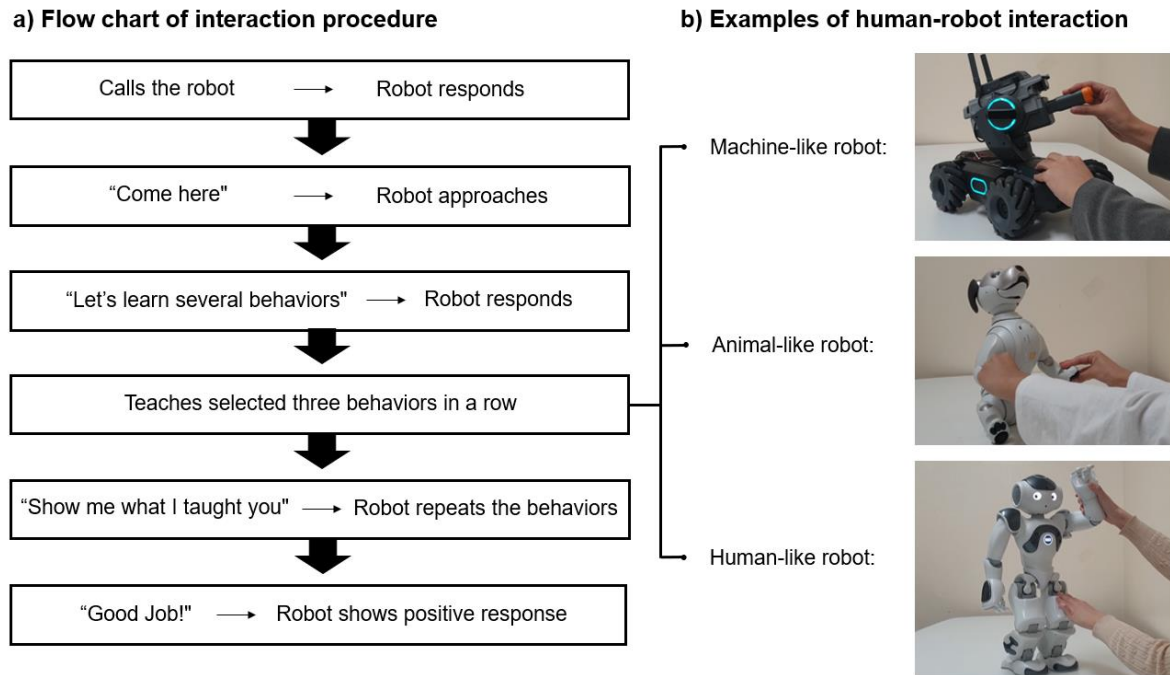 a) Flow chart of interaction procedure
Calls the robot → Robot responds
“Come here" → Robot approaches
“Let’s learn several behaviors" → Robot responds
Teaches selected three behaviors in a row
“Show me what I taught you" → Robot repeats the behaviors
“Good Job!" → Robot shows positive response
b) Examples of human-robot interaction
Machine-like robot:
Animal-like robot:
Human-like robot: